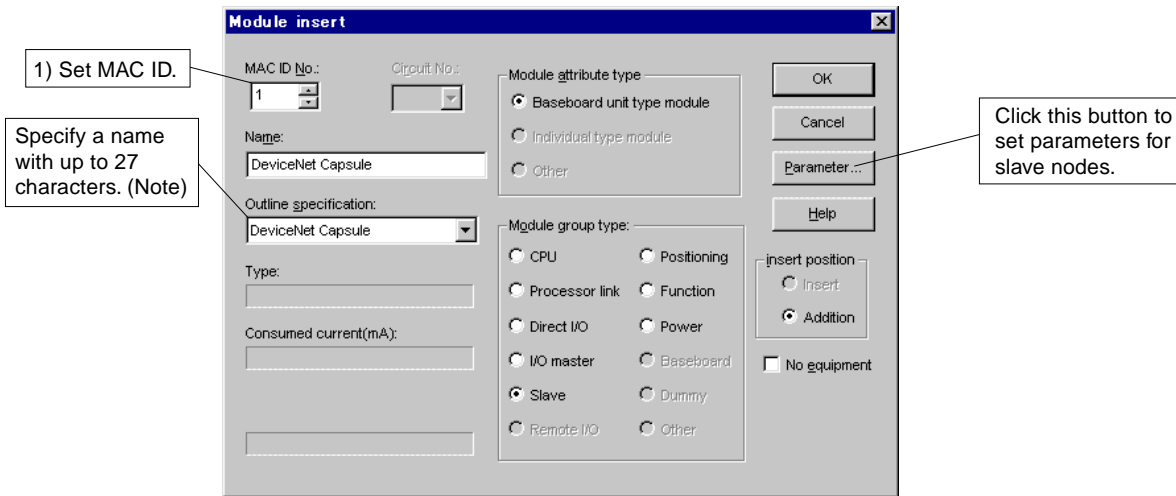 Module insert
1) Set MAC ID.
Specify a name
with up to 27
characters. (Note)
MAC ID No.:
1
Circuit No.:
Name:
DeviceNet Capsule
Outline specification:
DeviceNet Capsule
Type:
Consumed current(mA):
Module attribute type
Baseboard unit type module
Individual type module
Other
Module group type:
CPU
Positioning
Processor link
Function
Direct I/O
Power
I/O master
Baseboard
Slave
Dummy
Remote I/O
Other
OK
Cancel
Parameter...
Help
insert position
Insert
Addition
No equipment
Click this button to
set parameters for
slave nodes.